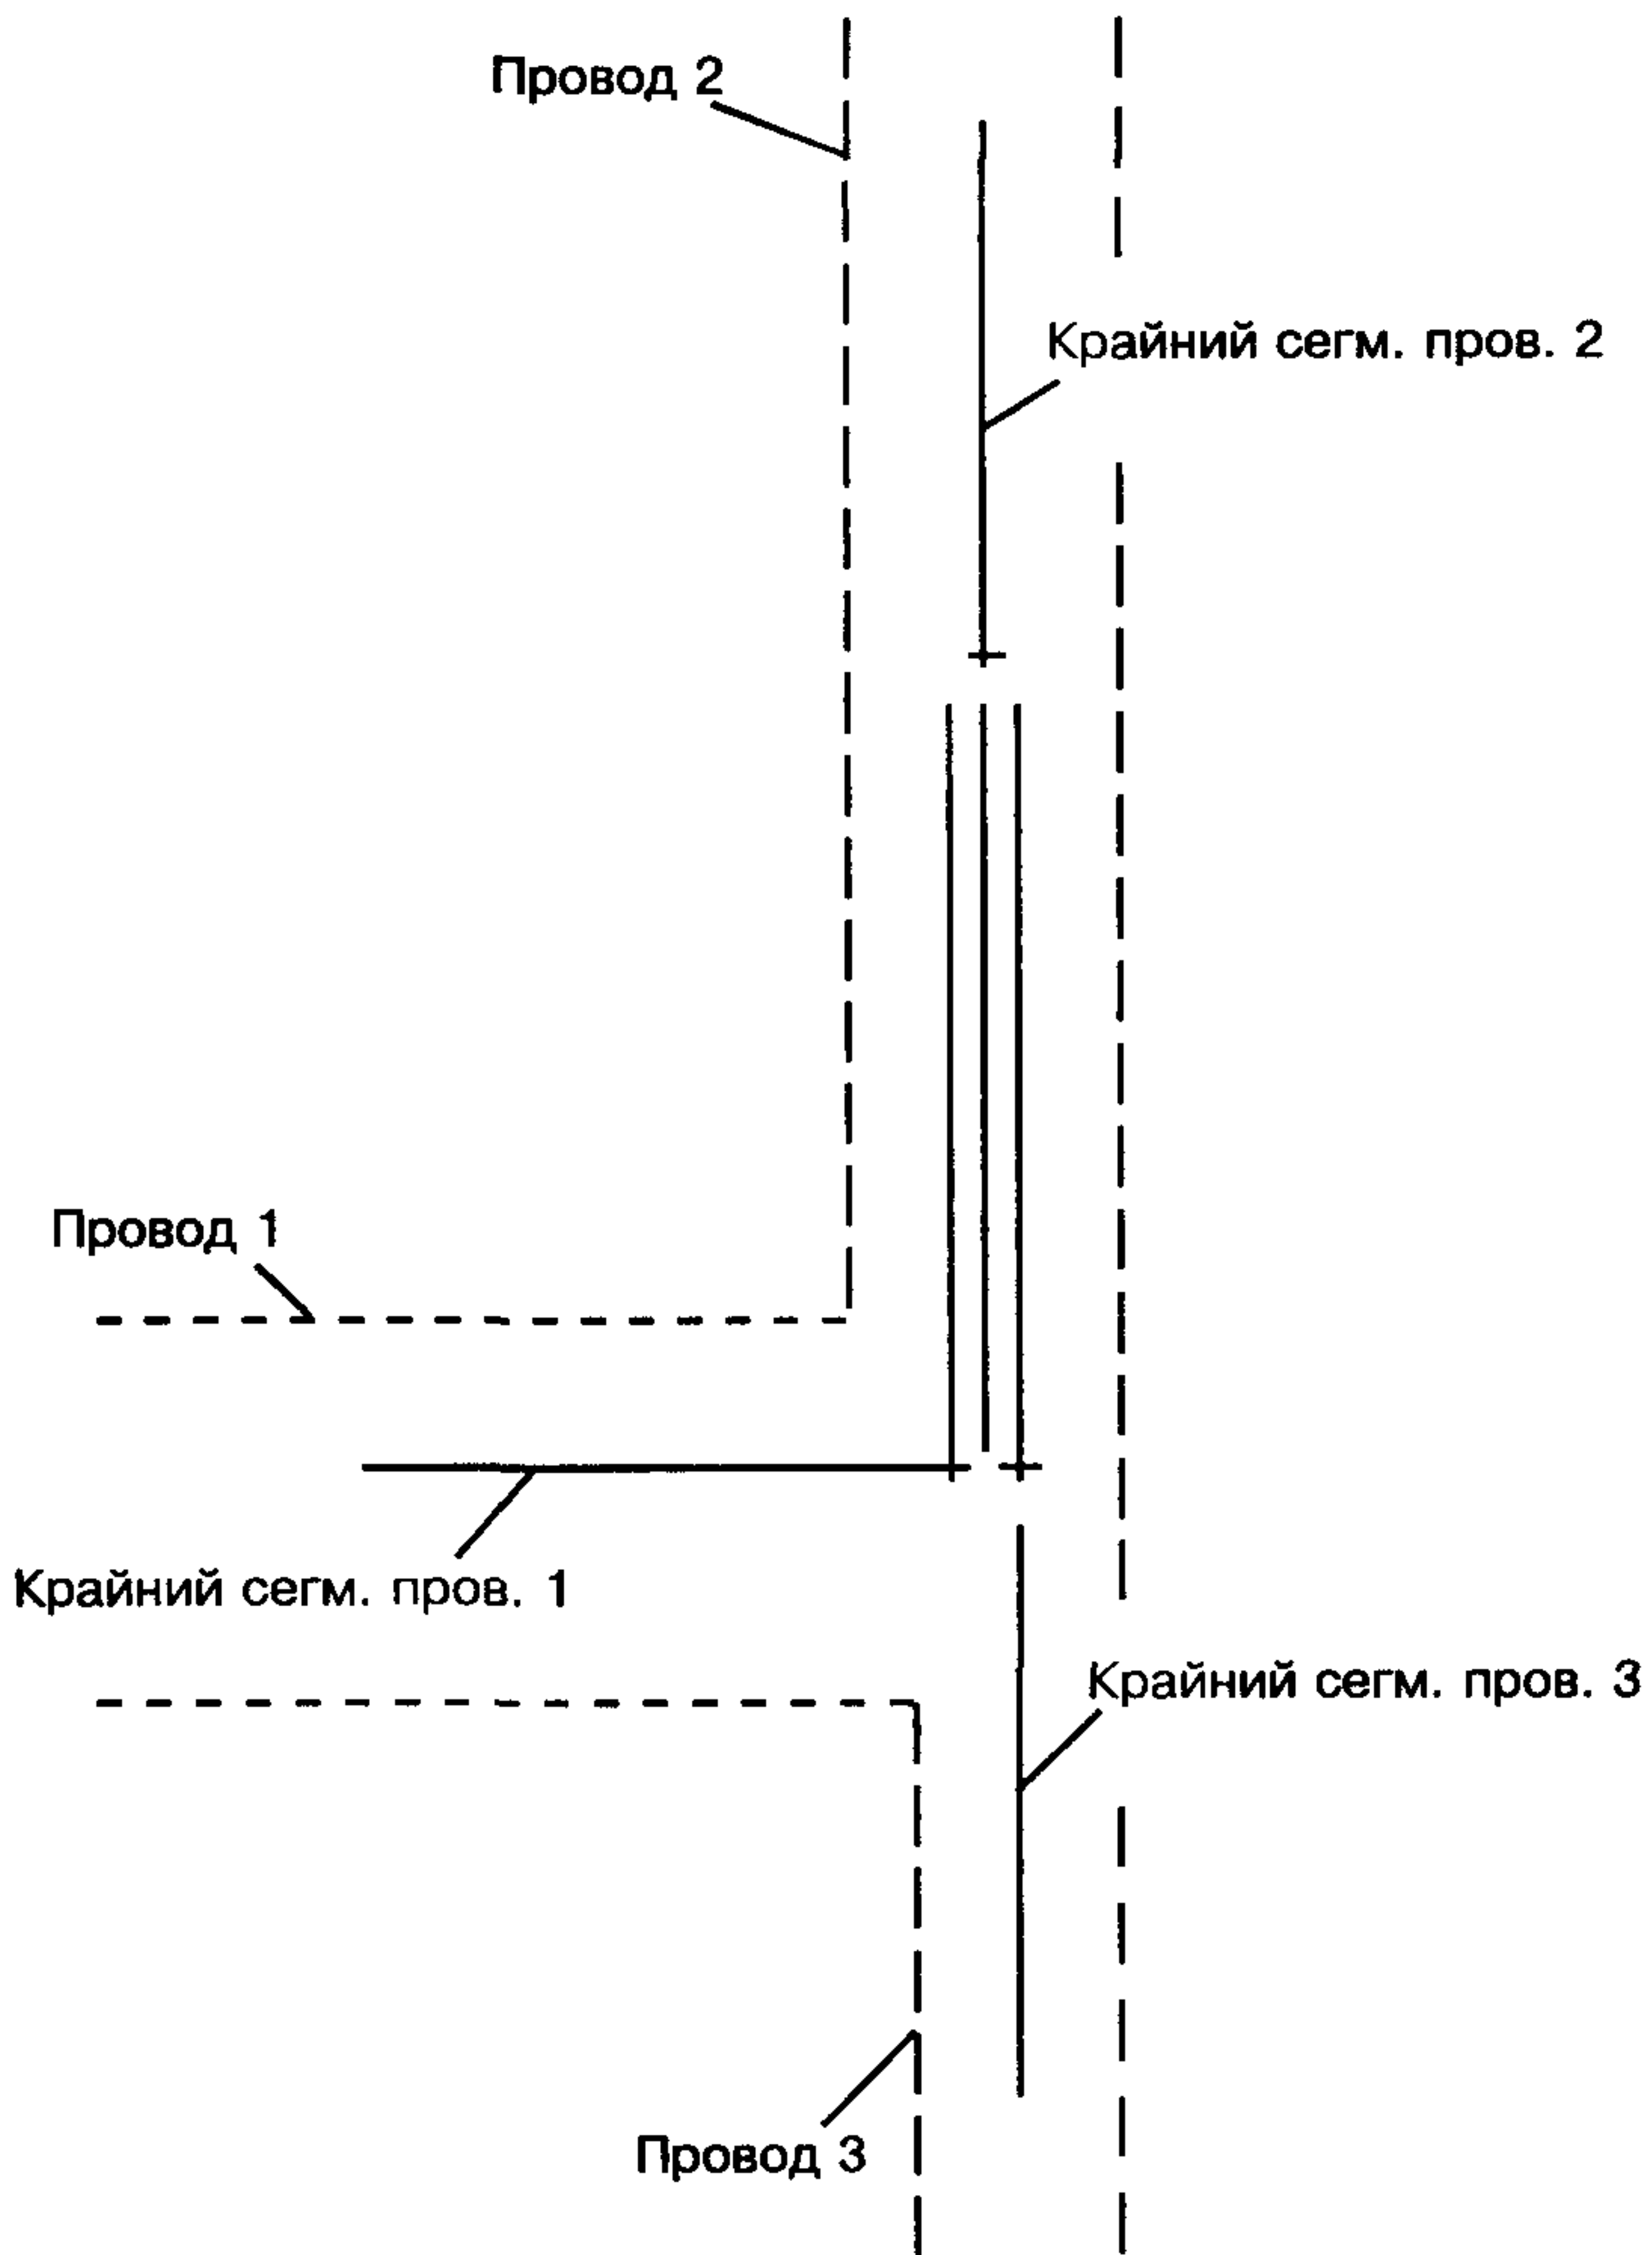 Провод 2
Крайний сегм. пров. 2
Провод 1
Крайний сегм. пров. 1
Крайний сегм. пров. 3
Провод 3